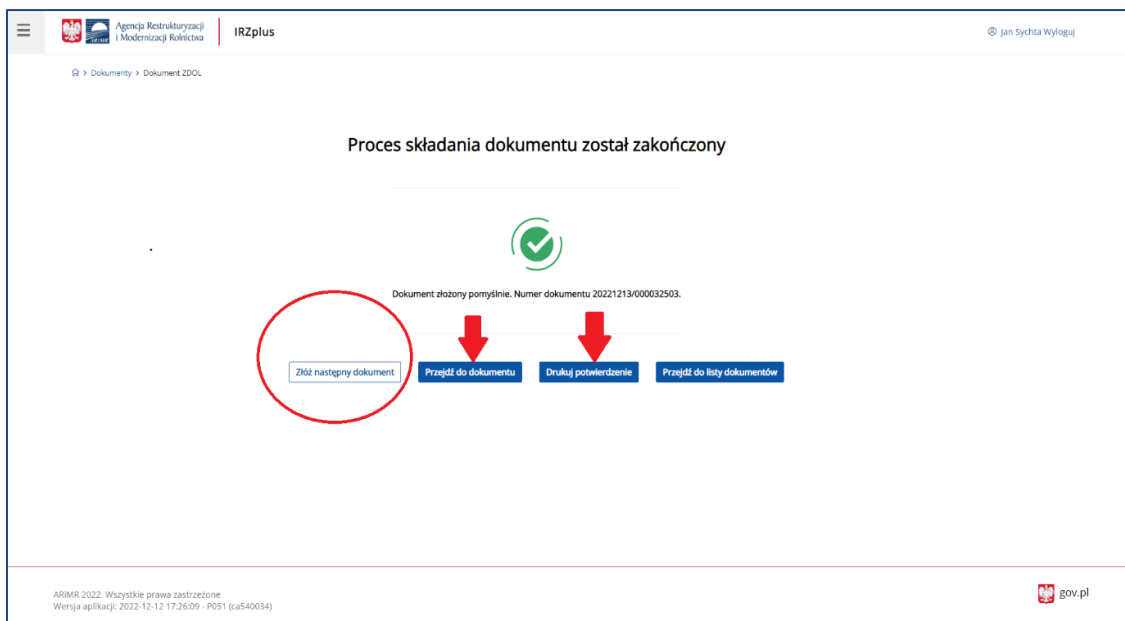 Agencja Restrukturyzacji
i Modernizacji Rolnictwa
IRZplus
Jan Sychta Wyloguj
> Dokumenty > Dokument ZDOL
Proces składania dokumentu został zakończony
Dokument złożony pomyślnie. Numer dokumentu 20221213/000032503.
Złóż następny dokument
Przejdź do dokumentu
Drukuj potwierdzenie
Przejdź do listy dokumentów
ARiMR 2022. Wszystkie prawa zastrzeżone
Wersja aplikacji: 2022-12-12 17:26:09 - P051 (ca540034)
gov.pl